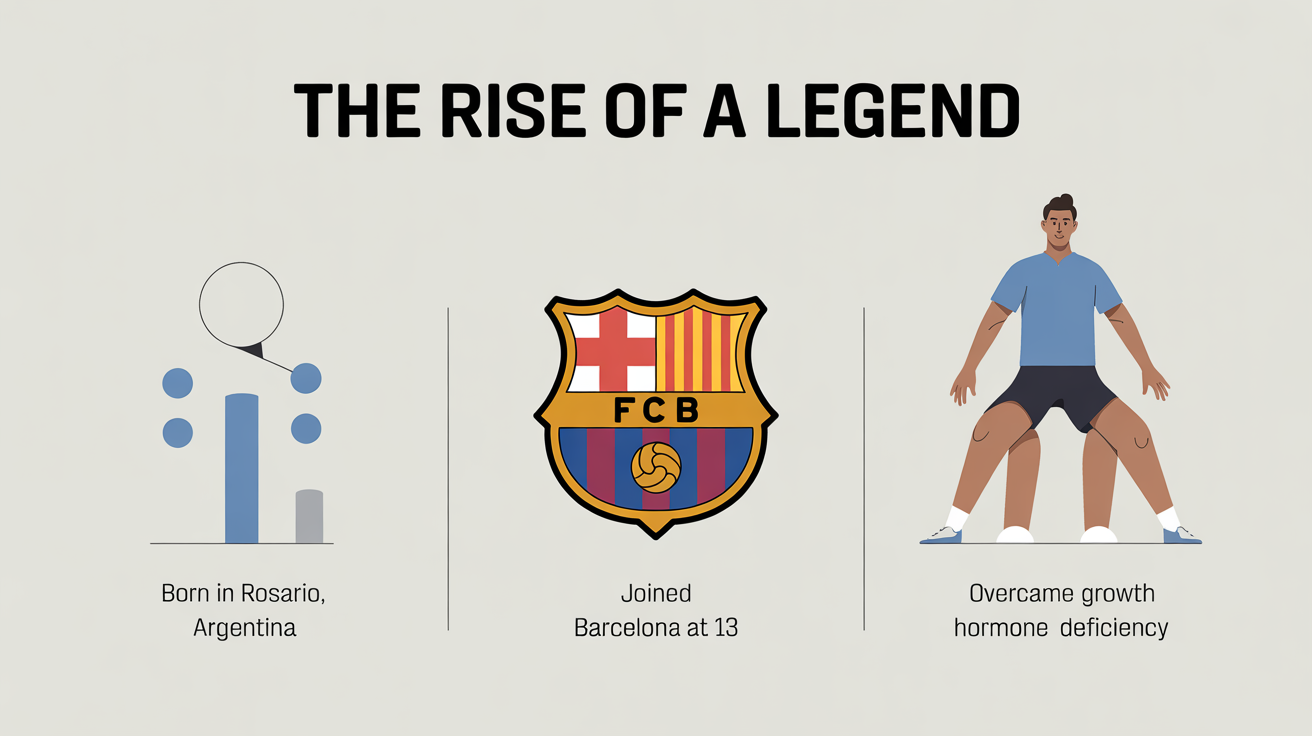 THE RISE OF A LEGEND
FCB
Born in Rosario,
Argentina
Joined
Barcelona at 13
Overcame growth
hormone deficiency